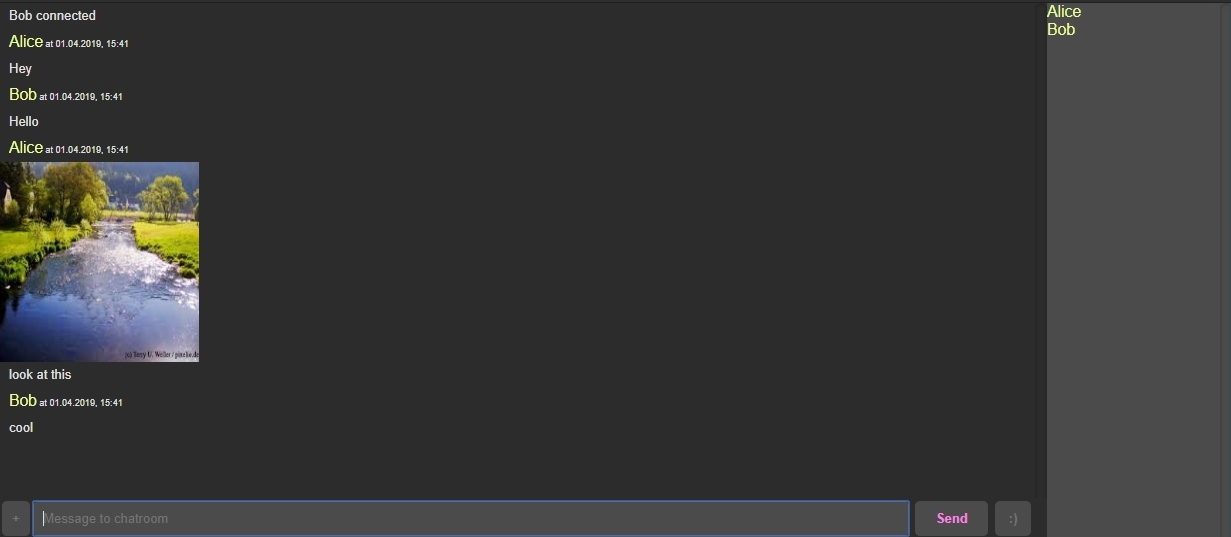 Bob connected
Alice at 01.04.2019, 15:41
Hey
Bob at 01.04.2019, 15:41
Hello
Alice at 01.04.2019, 15:41
(c) Terry U. Weller / pixelio.de
look at this
Bob at 01.04.2019, 15:41
cool
+ Message to chatroom Send :)
Alice
Bob